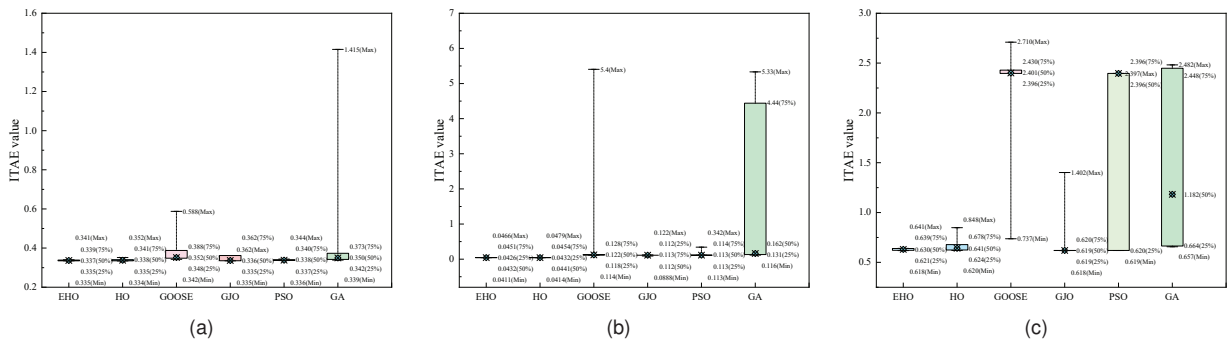 1.6
1.4
1.2
1.0
0.8
0.6
0.4
0.2
ITAE value
0.341(Max)
0.339(75%)
0.337(50%)
0.335(25%)
0.335(Min)
0.352(Max)
0.341(75%)
0.338(50%)
0.335(25%)
0.334(Min)
0.588(Max)
0.388(75%)
0.352(50%)
0.348(25%)
0.342(Min)
0.362(75%)
0.362(Max)
0.336(50%)
0.335(25%)
0.335(Min)
0.344(Max)
0.340(75%)
0.338(50%)
0.337(25%)
0.336(Min)
1.415(Max)
0.373(75%)
0.350(50%)
0.342(25%)
0.339(Min)
EHO HO GOOSE GJO PSO GA
(a)
7
6
5
4
3
2
1
0
ITAE value
0.0466(Max)
0.0451(75%)
0.0426(25%)
0.0432(50%)
0.0411(Min)
0.0479(Max)
0.0454(75%)
0.0432(25%)
0.0441(50%)
0.0414(Min)
5.4(Max)
0.128(75%)
0.122(50%)
0.118(25%)
0.114(Min)
0.122(Max)
0.112(25%)
0.113(75%)
0.112(50%)
0.0888(Min)
0.342(Max)
0.114(75%)
0.113(50%)
0.113(25%)
0.113(Min)
5.33(Max)
4.44(75%)
0.162(50%)
0.131(25%)
0.116(Min)
EHO HO GOOSE GJO PSO GA
(b)
3.0
2.5
2.0
1.5
1.0
0.5
ITAE value
0.641(Max)
0.639(75%)
0.630(50%)
0.621(25%)
0.618(Min)
0.848(Max)
0.678(75%)
0.641(50%)
0.624(25%)
0.620(Min)
2.710(Max)
2.430(75%)
2.401(50%)
2.396(25%)
0.737(Min)
1.402(Max)
0.620(75%)
0.619(50%)
0.619(25%)
0.618(Min)
2.396(75%)
2.397(Max)
2.396(50%)
0.620(25%)
0.619(Min)
2.482(Max)
2.448(75%)
1.182(50%)
0.664(25%)
0.657(Min)
EHO HO GOOSE GJO PSO GA
(c)